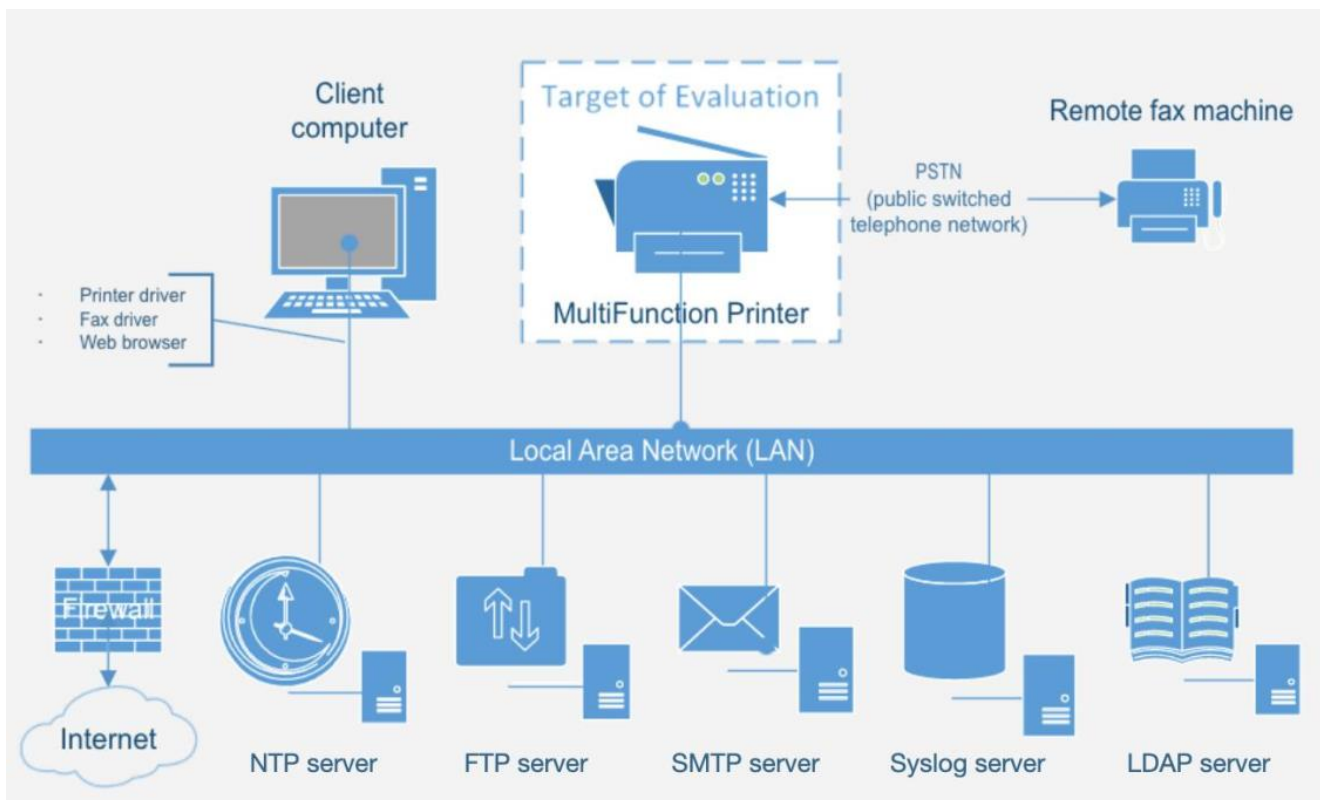 Client
computer
Target of Evaluation
MultiFunction Printer
Remote fax machine
PSTN
(public switched
telephone network)
· Printer driver
· Fax driver
· Web browser
Local Area Network (LAN)
Firewall
Internet
NTP server
FTP server
SMTP server
Syslog server
LDAP server